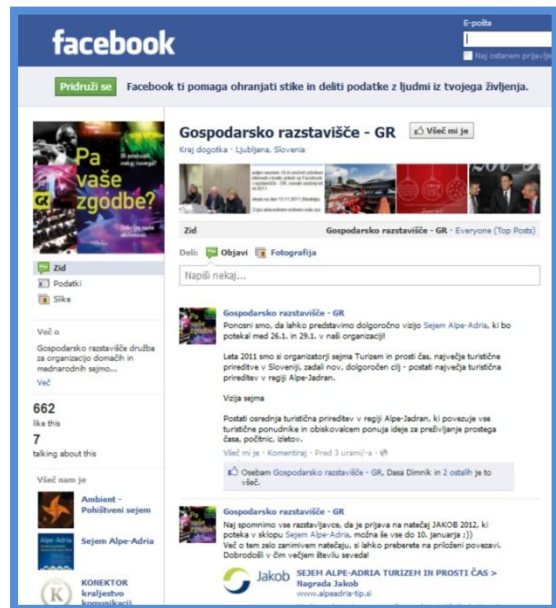 facebook
E-pošta
Naj ostanem prijavlje
Pridruži se
Facebook ti pomaga ohranjati stike in deliti podatke z ljudmi iz tvojega življenja.
Pa
vaše
zgodbe?
GR
Zid
Podatki
Slike
Več o
Gospodarsko razstavišče družba
za organizacijo domačih in
mednarodnih sejmo...
Več
662
like this
7
talking about this
Všeč nam je
Ambient -
Pohištveni sejem
Sejem Alpe-Adria
KONEKTOR
kraljestvo
komunikacij
Gospodarsko razstavišče - GR
Všeč mi je
Kraj dogotka · Ljubljana, Slovenia
Zid
Gospodarsko razstavišče - GR · Everyone (Top Posts)
Deli:
Objavi
Fotografija
Napiši nekaj...
Gospodarsko razstavišče - GR
Ponosni smo, da lahko predstavimo dolgoročno vizijo Sejem Alpe-Adria, ki bo
potekal med 26.1. in 29.1. v naši organizaciji!
Leta 2011 smo si organizatorji sejma Turizem in prosti čas, največje turistične
prireditve v Sloveniji, zadali nov, dolgoročen cilj - postati največja turistična
prireditev v regiji Alpe-Jadran.
Vizija sejma
Postati osrednja turistična prireditev v regiji Alpe-Jadran, ki povezuje vse
turistične ponudnike in obiskovalcem ponuja ideje za preživljanje prostega
časa, počitnic, izletov.
Všeč mi je · Komentiraj · Pred 3 urami/-a ·
Osebam Gospodarsko razstavišče - GR, Dasa Dimnik in 2 ostalih je to
všeč.
Gospodarsko razstavišče - GR
Naj spomnimo vse razstavljavce, da je prijava na natečaj JAKOB 2012, ki
poteka v sklopu Sejem Alpe-Adria, možna še vse do 10. januarja :))
Več o tem zalo zanimivem natečaju, si lahko preberete na priloženi povezavi.
Dobrodošli v čim večjem številu seveda!
Jakob
SEJEM ALPE-ADRIA TURIZEM IN PROSTI ČAS >
Nagrada Jakob
www.alpeadria-tip.si